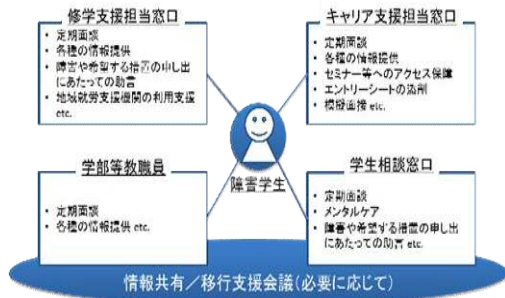 修学支援担当窓口
• 定期面談
• 各種の情報提供
• 障害や希望する措置の申し出
にあたっての助言
• 地域就労支援機関の利用支援
etc.
キャリア支援担当窓口
• 定期面談
• 各種の情報提供
• セミナー等へのアクセス保障
• エントリーシートの添削
• 模擬面接 etc.
学部等教職員
• 定期面談
• 各種の情報提供 etc.
障害学生
学生相談窓口
• 定期面談
• メンタルケア
• 障害や希望する措置の申し出
にあたっての助言 etc.
情報共有／移行支援会議(必要に応じて)